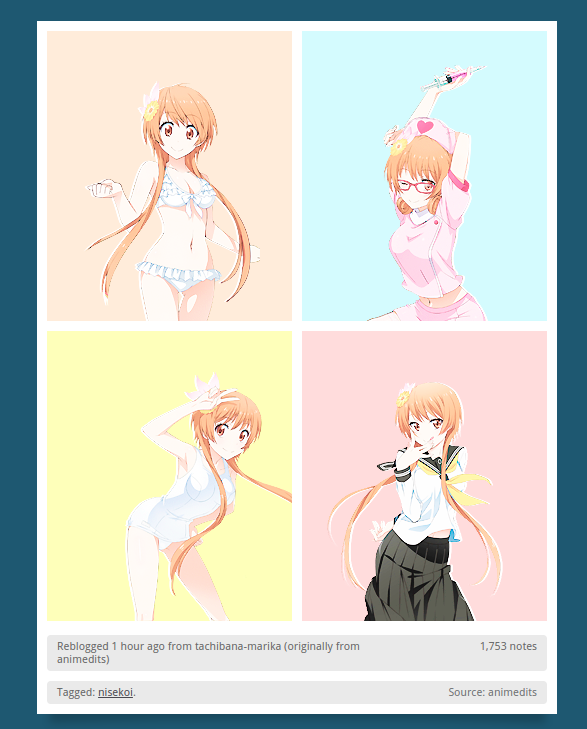 Reblogged 1 hour ago from tachibana-marika (originally from
animedits)
1,753 notes
Tagged: nisekoi.
Source: animedits